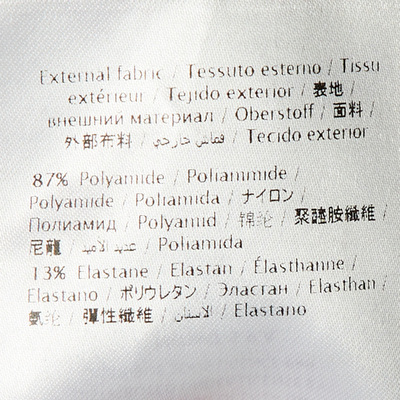 External fabric / Tessuto esterno / Tissu
extérieur / Tejido exterior / 表地 /
внешний материал / Oberstoff / 面料 /
外部布料 / قماش خارجي / Tecido exterior
87% Polyamide / Poliammide /
Polyamide / Poliamida / ナイロン /
Полиамид / Polyamid / 锦纶 / 聚醯胺纖維 /
尼龍 / عديد الأميد / Poliamida
13% Elastane / Elastan / Élasthanne /
Elastano / ポリウレタン / Эластан / Elasthan /
氨纶 / 彈性纖維 / الاستان / Elastano